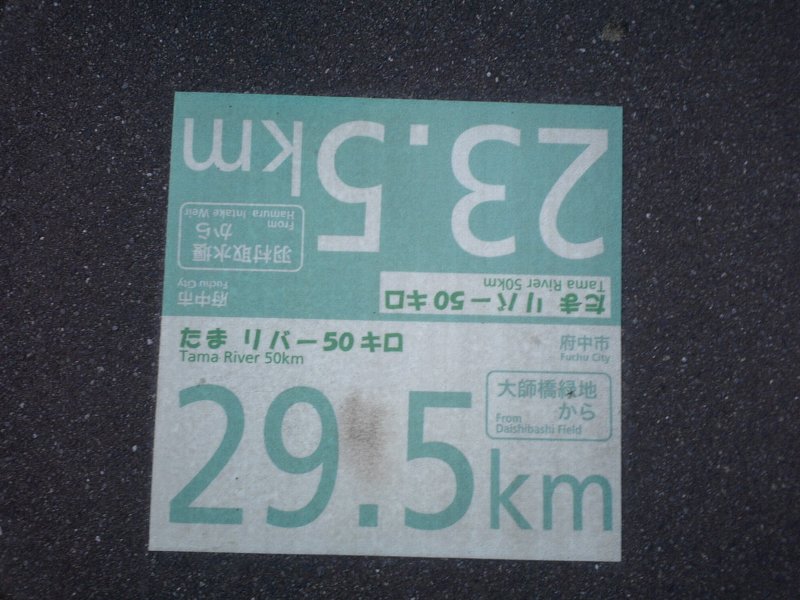 23.5km
羽村取水堰
から
From
Hamura Intake Weir
府中市
Fuchu City
たまリバー50キロ
Tama River 50km
たまリバー50キロ
Tama River 50km
府中市
Fuchu City
大師橋緑地
から
From
Daishibashi Field
29.5km